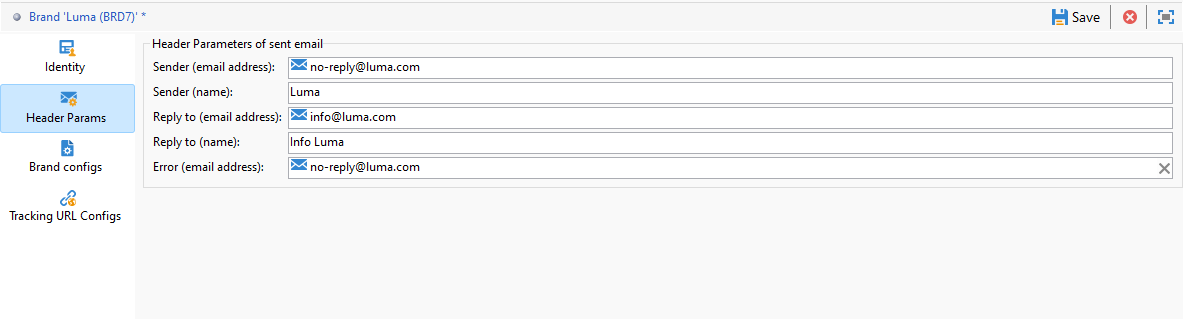 Brand 'Luma (BRD7)' *
Save
Identity
Header Params
Brand configs
Tracking URL Configs
Header Parameters of sent email
Sender (email address): no-reply@luma.com
Sender (name): Luma
Reply to (email address): info@luma.com
Reply to (name): Info Luma
Error (email address): no-reply@luma.com